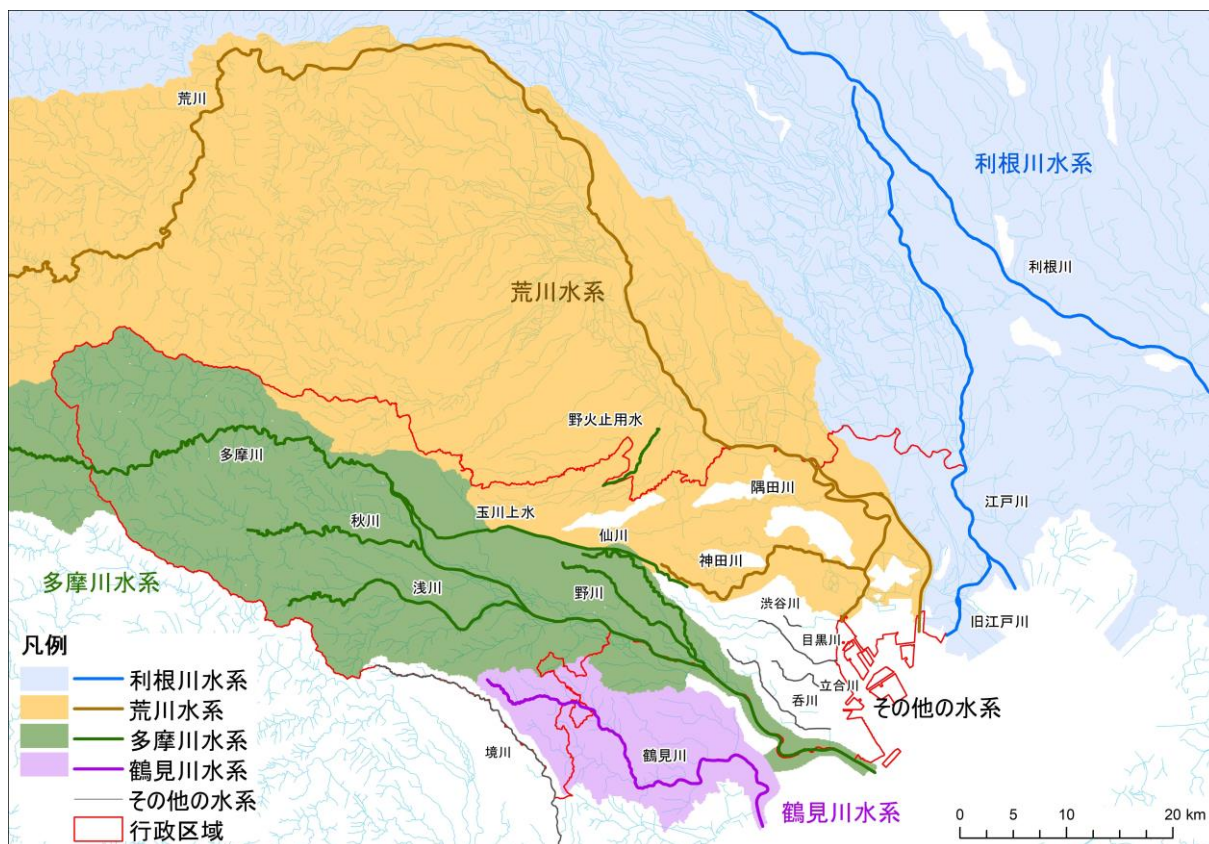 荒川
利根川水系
利根川
荒川水系
野火止用水
多摩川
隅田川
江戸川
玉川上水
秋川
仙川
神田川
多摩川水系
浅川
野川
渋谷川
旧江戸川
目黒川
立合川
呑川
その他の水系
境川
鶴見川
鶴見川水系
凡例
利根川水系
荒川水系
多摩川水系
鶴見川水系
その他の水系
行政区域
0 5 10 20 km